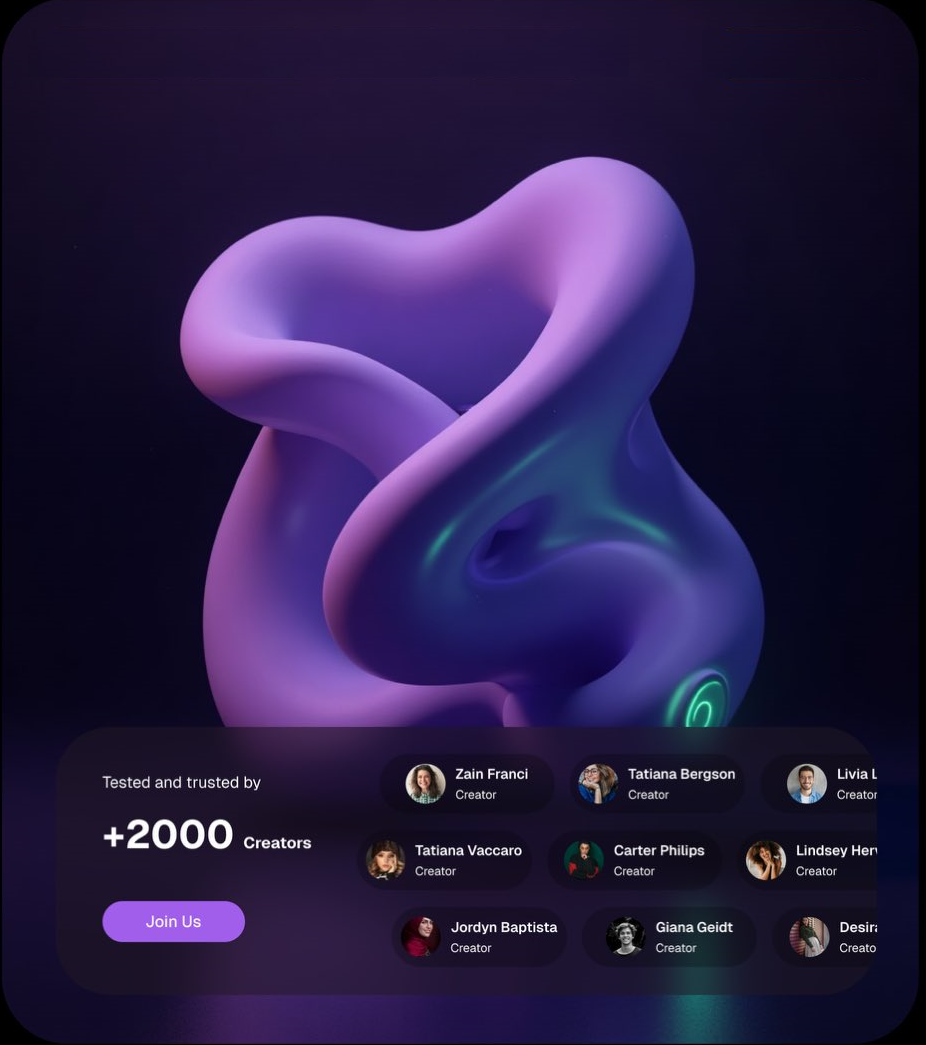 Tested and trusted by
+2000 Creators
Join Us
Zain Franci
Creator
Tatiana Bergson
Creator
Livia L
Creator
Tatiana Vaccaro
Creator
Carter Philips
Creator
Lindsey Her
Creator
Jordyn Baptista
Creator
Giana Geidt
Creator
Desir
Creato